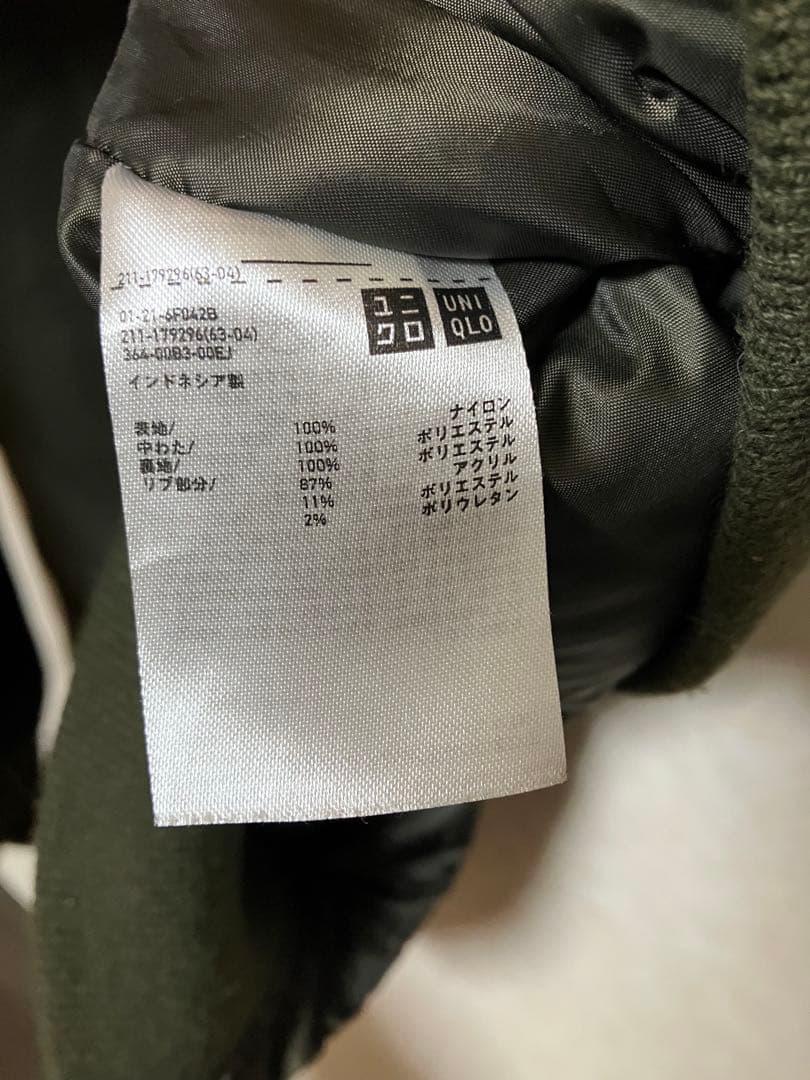 211-179296(63-04)
01-21-6F042B
211-179296(63-04)
364-00B3-00EJ
インドネシア製
ユニ
クロ
UNI
QLO
表地/ 100% ナイロン
中わた/ 100% ポリエステル
裏地/ 100% ポリエステル
リブ部分/ 87% アクリル
11% ポリエステル
2% ポリウレタン